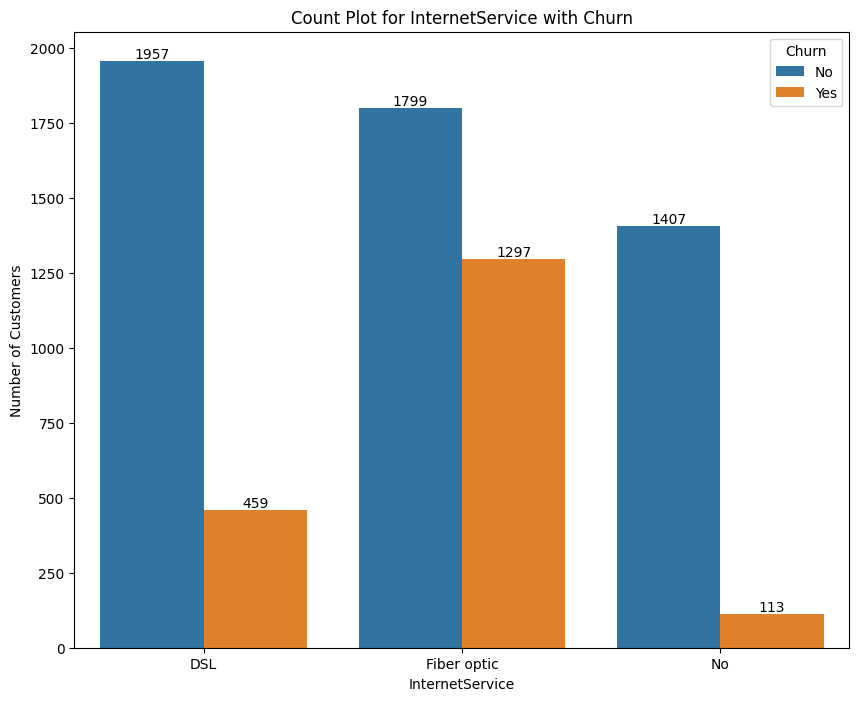 Count Plot for InternetService with Churn
Number of Customers
2000
1750
1500
1250
1000
750
500
250
0
1957
459
1799
1297
1407
113
Churn
No
Yes
DSL
Fiber optic
No
InternetService